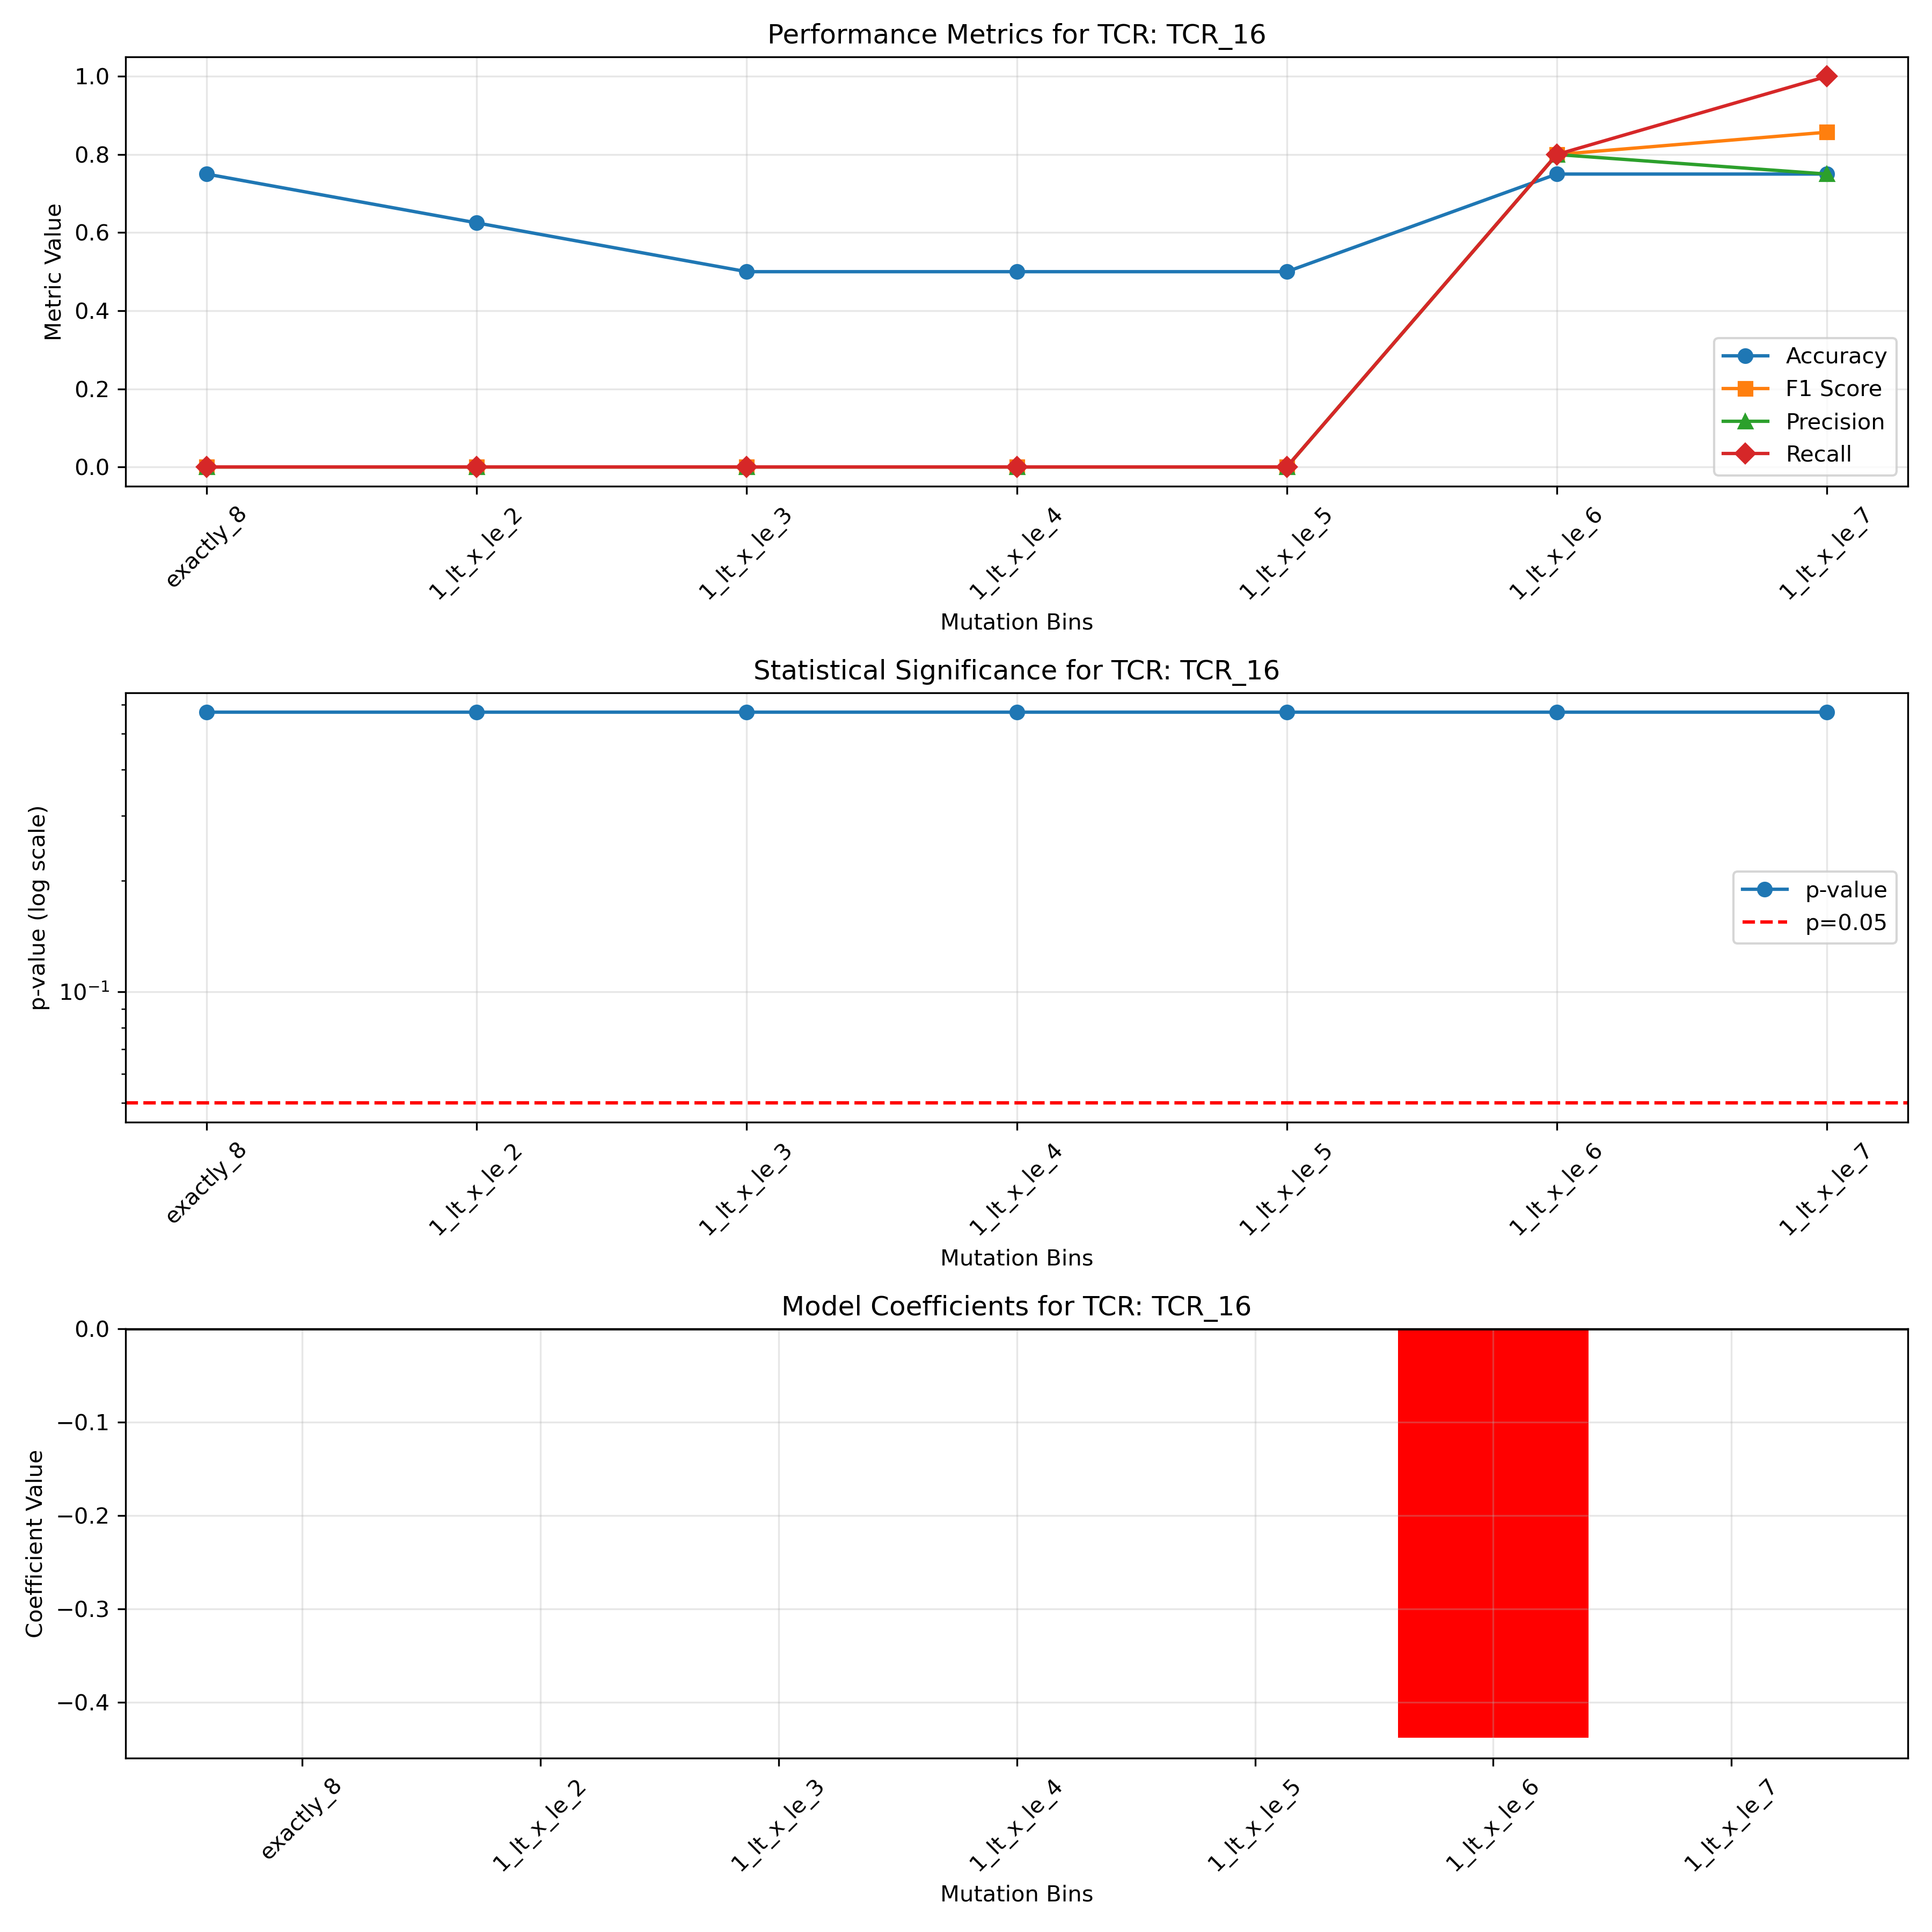 Performance Metrics for TCR: TCR_16
Metric Value
1.0
0.8
0.6
0.4
0.2
0.0
Accuracy
F1 Score
Precision
Recall
exactly_8
1_lt_x_le_2
1_lt_x_le_3
1_lt_x_le_4
1_lt_x_le_5
1_lt_x_le_6
1_lt_x_le_7
Mutation Bins
Statistical Significance for TCR: TCR_16
p-value (log scale)
10⁻¹
p-value
p=0.05
exactly_8
1_lt_x_le_2
1_lt_x_le_3
1_lt_x_le_4
1_lt_x_le_5
1_lt_x_le_6
1_lt_x_le_7
Mutation Bins
Model Coefficients for TCR: TCR_16
Coefficient Value
0.0
−0.1
−0.2
−0.3
−0.4
exactly_8
1_lt_x_le_2
1_lt_x_le_3
1_lt_x_le_4
1_lt_x_le_5
1_lt_x_le_6
1_lt_x_le_7
Mutation Bins